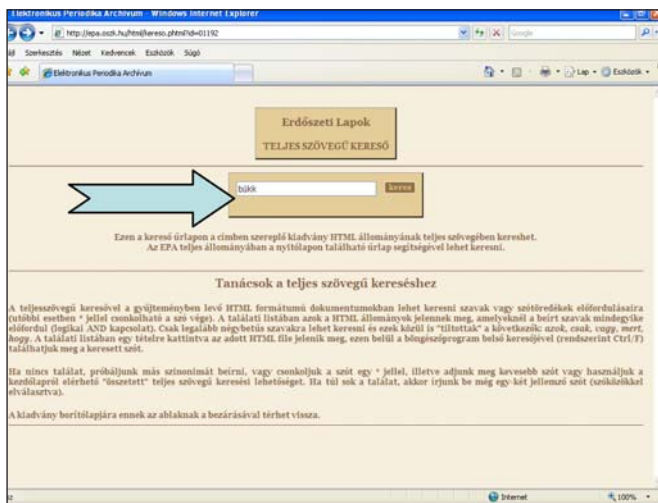 Elektronikus Periodika Archívum - Windows Internet Explorer
http://epa.oszk.hu/html/kereso.phtml?id=01192
Google
Szerkesztés Nézet Kedvencek Eszközök Súgó
Elektronikus Periodika Archívum
Lap Eszközök
Erdőszeti Lapok
TELJES SZÖVEGŰ KERESŐ
bükk
keres
Ezen a kereső űrlapon a címben szereplő kiadvány HTML állományának teljes szövegében kereshet.
Az EPA teljes állományában a nyitólapon található űrlap segítségével lehet keresni.
Tanácsok a teljes szövegű kereséshez
A teljesszövegű keresővel a gyűjteményben levő HTML formátumú dokumentumokban lehet keresni szavak vagy szótöredékek előfordulásaira
(utóbbi esetben * jellel csonkolható a szó vége). A találati listában azok a HTML állományok jelennek meg, amelyeknél a beírt szavak mindegyike
előfordul (logikai AND kapcsolat). Csak legalább négybetűs szavakra lehet keresni és ezek közül is "tiltottak" a következők: azok, csak, vagy, mert,
hogy. A találati listában egy tételre kattintva az adott HTML file jelenik meg, ezen belül a böngészőprogram belső keresőjével (rendszerint Ctrl/F)
találhatjuk meg a keresett szót.
Ha nincs találat, próbáljunk más szinonimát beírni, vagy csonkoljuk a szót egy * jellel, illetve adjunk meg kevesebb szót vagy használjuk a
kezdőlapról elérhető "összetett" teljes szövegű keresési lehetőséget. Ha túl sok a találat, akkor írjunk be még egy-két jellemző szót (szóközökkel
elválasztva).
A kiadvány borítólapjára ennek az ablaknak a bezárásával térhet vissza.
Internet
100%